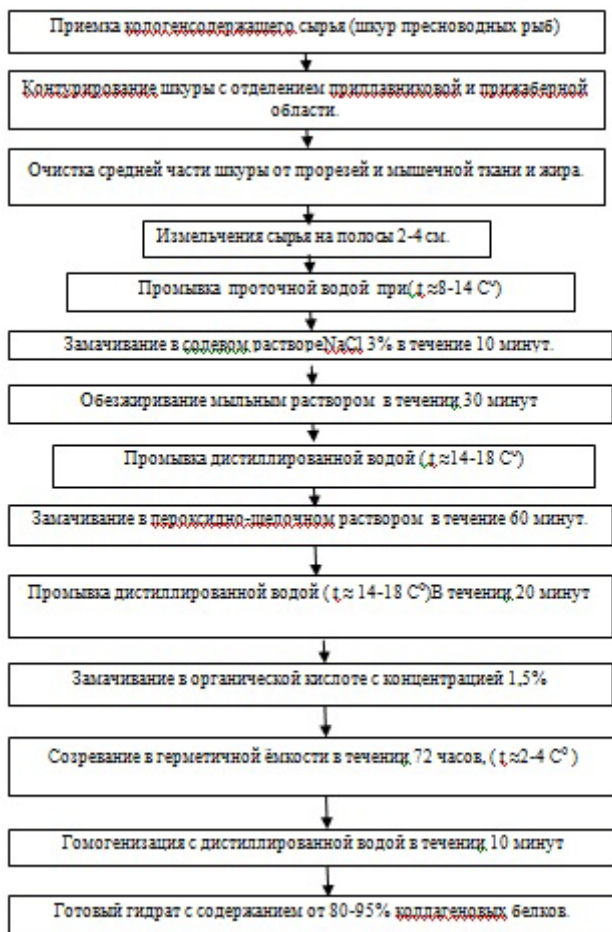 Приемка кологенсодержащего сырья (шкур пресноводных рыб)
Контурирование шкуры с отделением приплавниковой и прижаберной
области.
Очистка средней части шкуры от прорезей и мышечной ткани и жира.
Измельчения сырья на полосы 2-4 см.
Промывка проточной водой при(t ≈8-14 C°)
Замачивание в солевом раствореNaCl 3% в течение 10 минут.
Обезжиривание мыльным раствором в течении 30 минут
Промывка дистиллированной водой (t ≈14-18 C°)
Замачивание в пероксидно-щелочном раствором в течение 60 минут.
Промывка дистиллированной водой ( t ≈ 14-18 C°)В течении 20 минут
Замачивание в органической кислоте с концентрацией 1,5%
Созревание в герметичной ёмкости в течении 72 часов, ( t ≈2-4 C° )
Гомогенизация с дистиллированной водой в течении 10 минут
Готовый гидрат с содержанием от 80-95% коллагеновых белков.